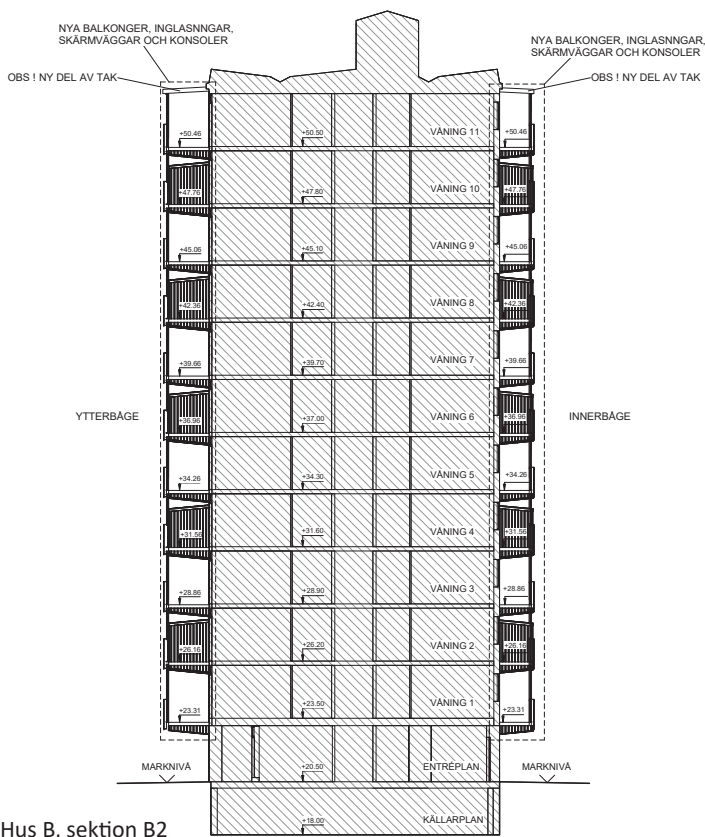 NYA BALKONGER, INGLASNNGAR,
SKÄRMVÄGGAR OCH KONSOLER
OBS ! NY DEL AV TAK
NYA BALKONGER, INGLASNNGAR,
SKÄRMVÄGGAR OCH KONSOLER
OBS ! NY DEL AV TAK
+50.46 +50.50 VÅNING 11 +50.46
+47.76 +47.80 VÅNING 10 +47.76
+45.06 +45.10 VÅNING 9 +45.06
+42.36 +42.40 VÅNING 8 +42.36
+39.66 +39.70 VÅNING 7 +39.66
YTTERBÅGE +36.96 +37.00 VÅNING 6 +36.96 INNERBÅGE
+34.26 +34.30 VÅNING 5 +34.26
+31.56 +31.60 VÅNING 4 +31.56
+28.86 +28.90 VÅNING 3 +28.86
+26.16 +26.20 VÅNING 2 +26.16
+23.31 +23.50 VÅNING 1 +23.31
MARKNIVÅ +20.50 ENTRÉPLAN MARKNIVÅ
+18.00 KÄLLARPLAN
Hus B. sektion B2